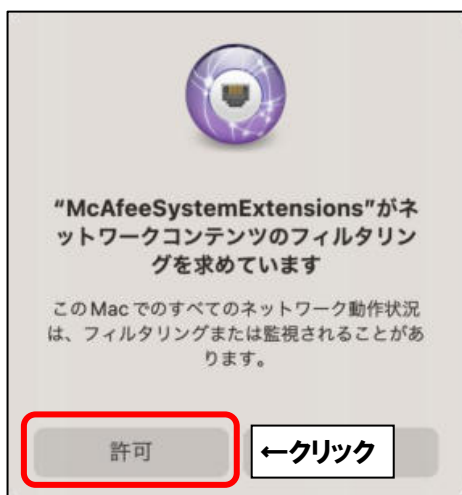 “McAfeeSystemExtensions”がネ
ットワークコンテンツのフィルタリン
グを求めています
このMacでのすべてのネットワーク動作状況
は、フィルタリングまたは監視されることがあ
ります。
許可
←クリック